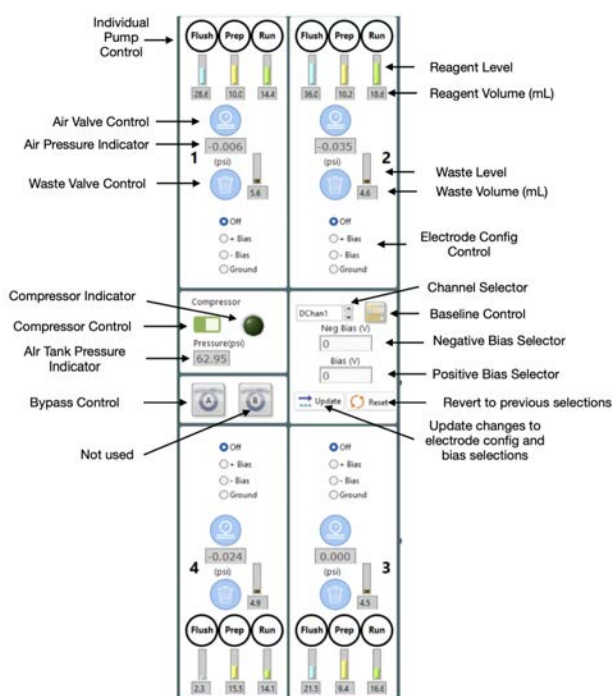 Individual
Pump
Control
Flush Prep Run
Flush Prep Run
Reagent Level
28.6 10.0 14.4
36.0 10.2 18.6
Reagent Volume (mL)
Air Valve Control
Air Pressure Indicator
-0.006
-0.035
1
(psi)
(psi)
2
Waste Level
Waste Valve Control
5.6
4.6
Waste Volume (mL)
Off
+ Bias
- Bias
Ground
Off
+ Bias
- Bias
Ground
Electrode Config
Control
Channel Selector
Compressor Indicator
Compressor
DChan1
Baseline Control
Compressor Control
Neg Bias (V)
0
Negative Bias Selector
Air Tank Pressure
Indicator
Pressure(psi)
62.95
Bias (V)
0
Positive Bias Selector
Bypass Control
A
B
Update
Reset
Revert to previous selections
Not used
Update changes to
electrode config and
bias selections
Off
+ Bias
- Bias
Ground
Off
+ Bias
- Bias
Ground
-0.024
0.000
4
(psi)
(psi)
3
4.9
4.5
Flush Prep Run
Flush Prep Run
2.3 15.5 14.1
21.5 9.4 16.6